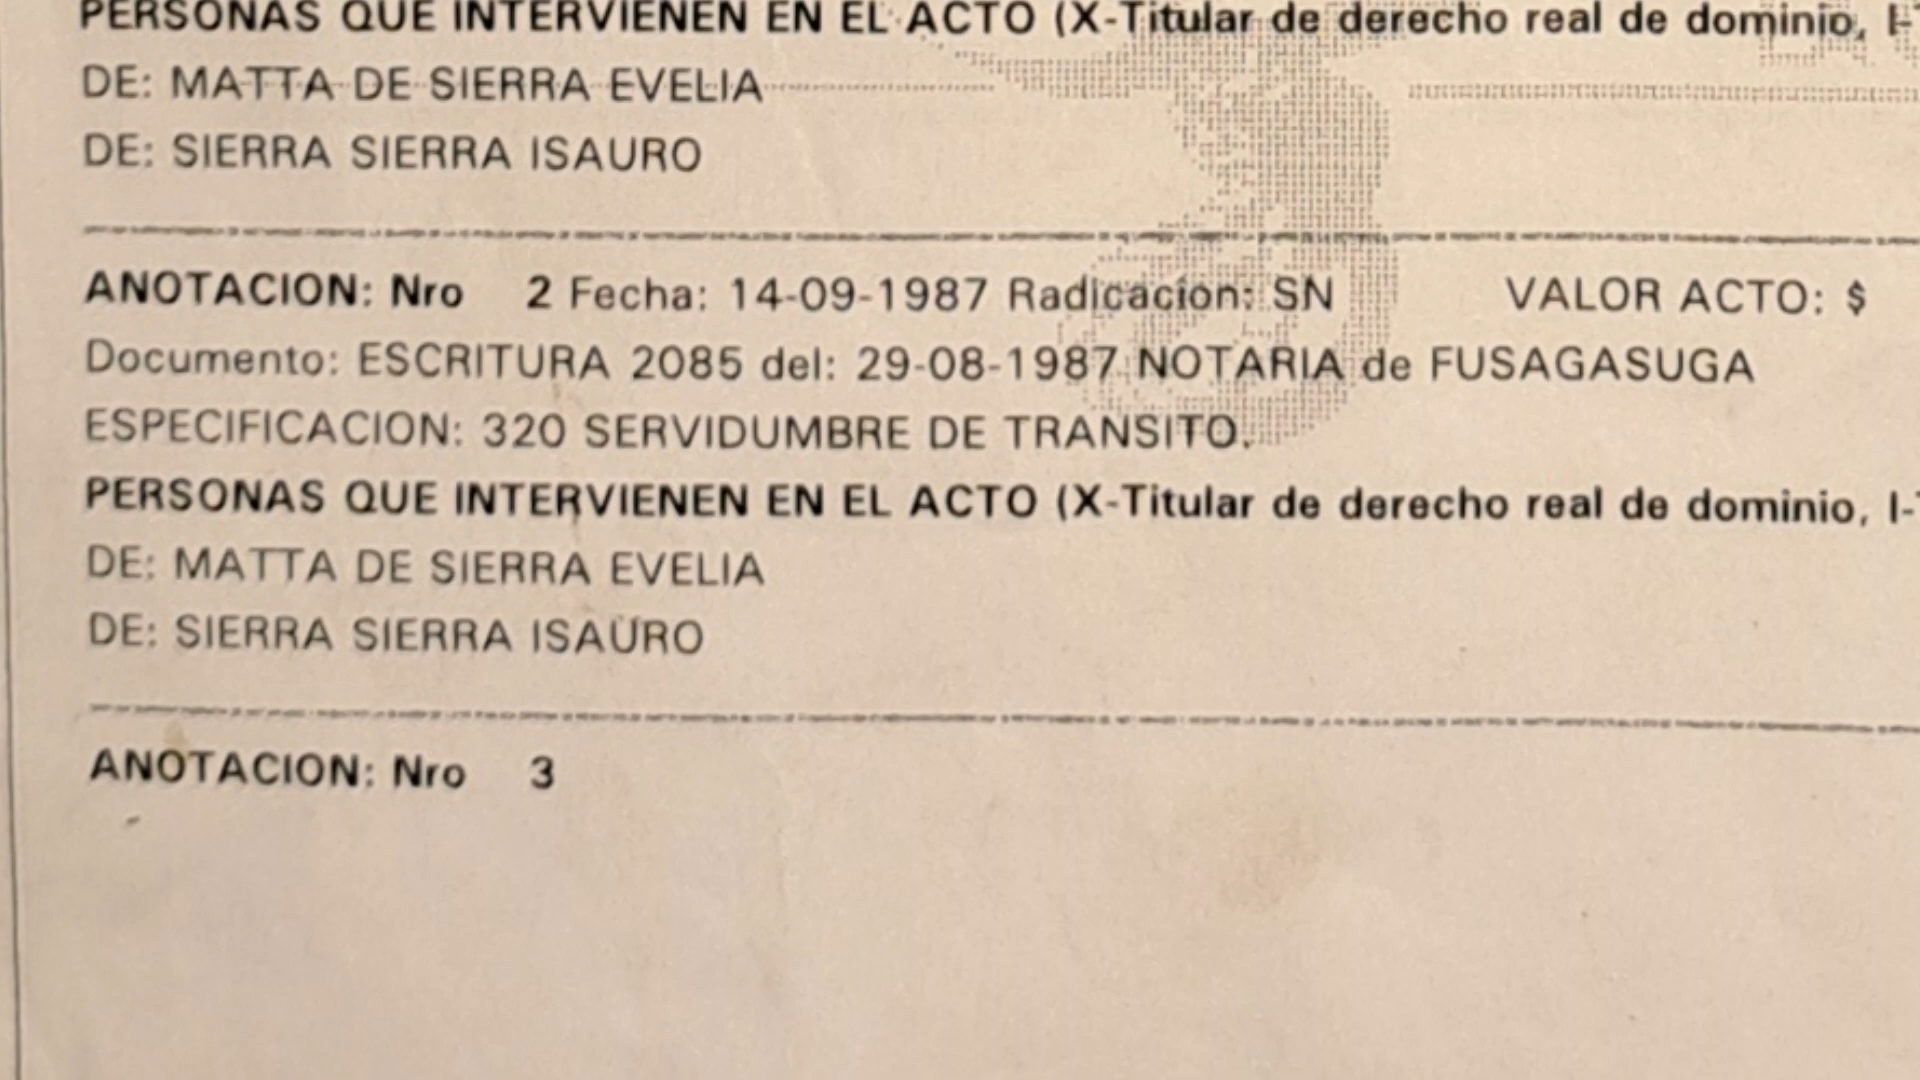 PERSONAS QUE INTERVIENEN EN EL ACTO (X-Titular de derecho real de dominio, I-
DE: MATTA DE SIERRA EVELIA
DE: SIERRA SIERRA ISAURO
ANOTACION: Nro 2 Fecha: 14-09-1987 Radicacion: SN VALOR ACTO: $
Documento: ESCRITURA 2085 del: 29-08-1987 NOTARIA de FUSAGASUGA
ESPECIFICACION: 320 SERVIDUMBRE DE TRANSITO.
PERSONAS QUE INTERVIENEN EN EL ACTO (X-Titular de derecho real de dominio, I-
DE: MATTA DE SIERRA EVELIA
DE: SIERRA SIERRA ISAURO
ANOTACION: Nro 3